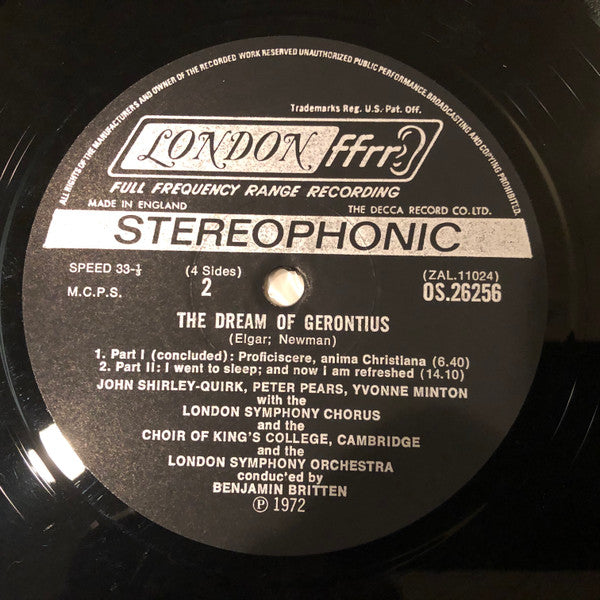 ALL RIGHTS OF THE MANUFACTURERS AND OWNER OF THE RECORDED WORK RESERVED UNAUTHORIZED PUBLIC PERFORMANCE, BROADCASTING AND COPYING PROHIBITED.
Trademarks Reg. U.S. Pat. Off.
LONDON ffrr
FULL FREQUENCY RANGE RECORDING
MADE IN ENGLAND THE DECCA RECORD CO. LTD.
STEREOPHONIC
SPEED 33-⅓ (4 Sides) (ZAL.11024)
M.C.P.S. 2 OS.26256
THE DREAM OF GERONTIUS
(Elgar; Newman)
1. Part I (concluded): Proficiscere, anima Christiana (6.40)
2. Part II: I went to sleep; and now I am refreshed (14.10)
JOHN SHIRLEY-QUIRK, PETER PEARS, YVONNE MINTON
with the
LONDON SYMPHONY CHORUS
and the
CHOIR OF KING'S COLLEGE, CAMBRIDGE
and the
LONDON SYMPHONY ORCHESTRA
conduc'ed by
BENJAMIN BRITTEN
Ⓟ 1972